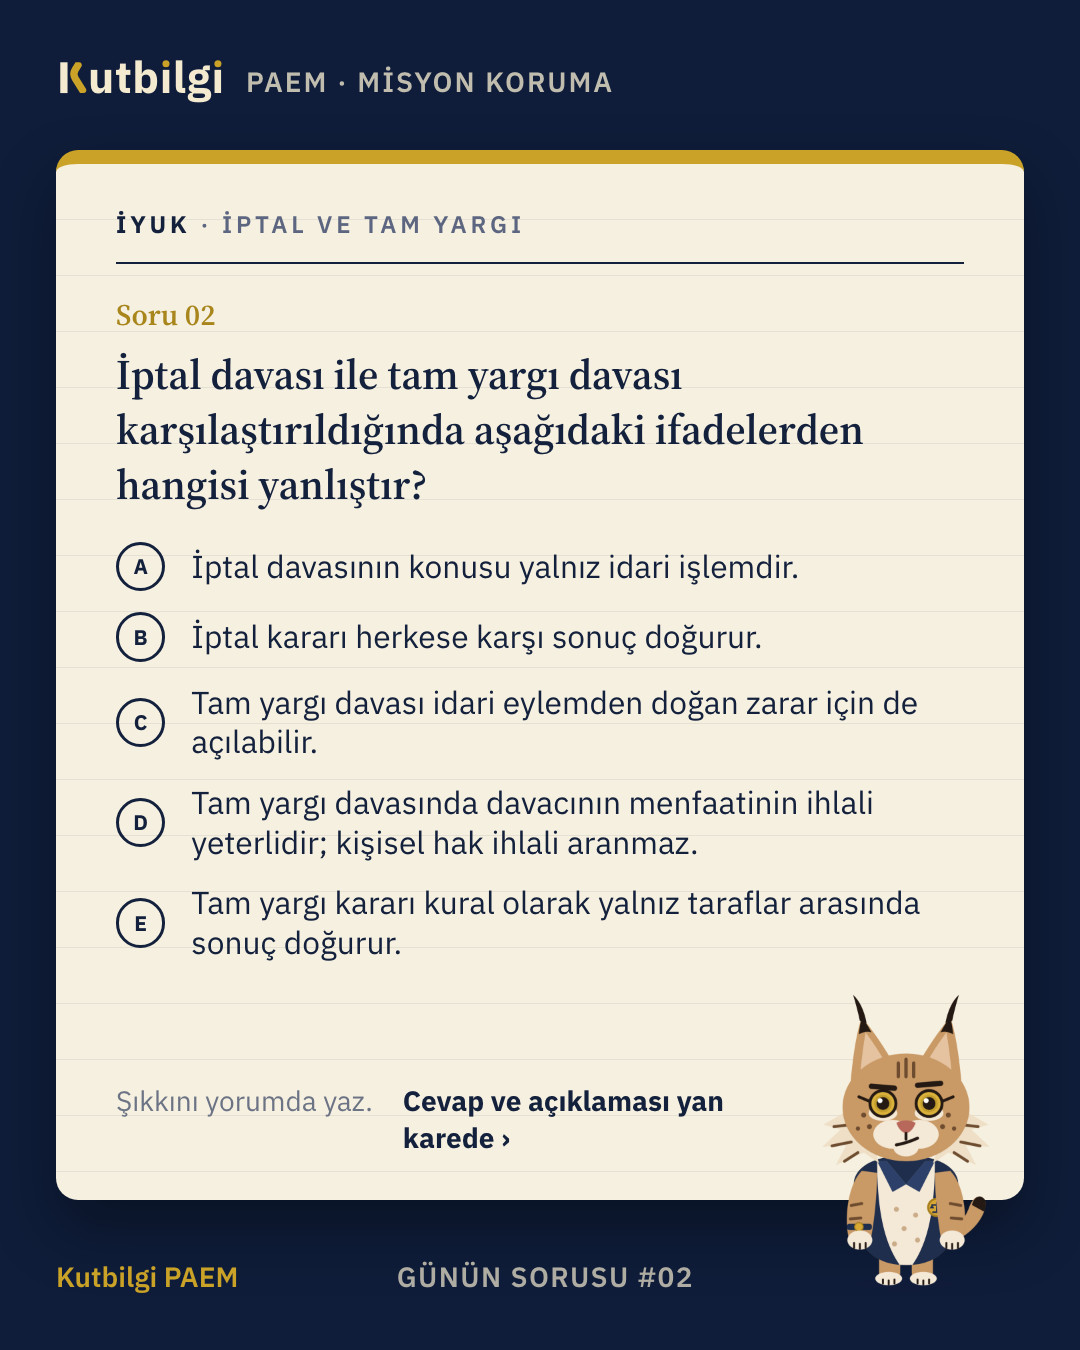 Kutbilgi PAEM · MİSYON KORUMA
İYUK · İPTAL VE TAM YARGI
Soru 02
İptal davası ile tam yargı davası
karşılaştırıldığında aşağıdaki ifadelerden
hangisi yanlıştır?
A İptal davasının konusu yalnız idari işlemdir.
B İptal kararı herkese karşı sonuç doğurur.
C Tam yargı davası idari eylemden doğan zarar için de
açılabilir.
D Tam yargı davasında davacının menfaatinin ihlali
yeterlidir; kişisel hak ihlali aranmaz.
E Tam yargı kararı kural olarak yalnız taraflar arasında
sonuç doğurur.
Şıkkını yorumda yaz. Cevap ve açıklaması yan
karede ›
Kutbilgi PAEM GÜNÜN SORUSU #02